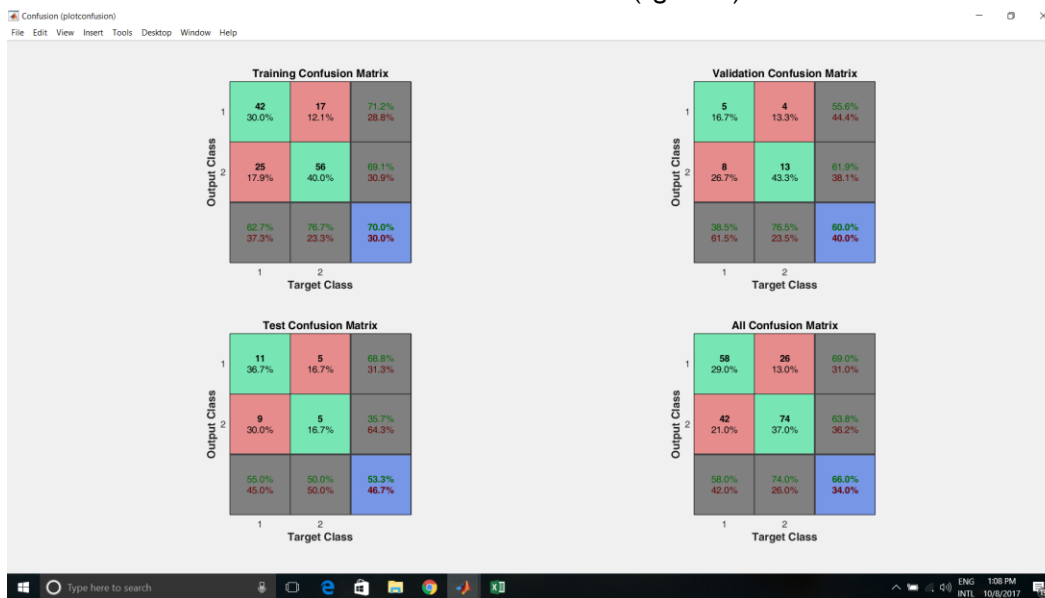 Confusion (plotconfusion)
File Edit View Insert Tools Desktop Window Help
Training Confusion Matrix
1 42 17 71.2%
30.0% 12.1% 28.8%
Output Class
2 25 56 69.1%
17.9% 40.0% 30.9%
62.7% 76.7% 70.0%
37.3% 23.3% 30.0%
1 2
Target Class
Validation Confusion Matrix
1 5 4 55.6%
16.7% 13.3% 44.4%
Output Class
2 8 13 61.9%
26.7% 43.3% 38.1%
38.5% 76.5% 60.0%
61.5% 23.5% 40.0%
1 2
Target Class
Test Confusion Matrix
1 11 5 68.8%
36.7% 16.7% 31.3%
Output Class
2 9 5 35.7%
30.0% 16.7% 64.3%
55.0% 50.0% 53.3%
45.0% 50.0% 46.7%
1 2
Target Class
All Confusion Matrix
1 58 26 69.0%
29.0% 13.0% 31.0%
Output Class
2 42 74 63.8%
21.0% 37.0% 36.2%
58.0% 74.0% 66.0%
42.0% 26.0% 34.0%
1 2
Target Class
Type here to search
ENG 1:08 PM
INTL 10/8/2017